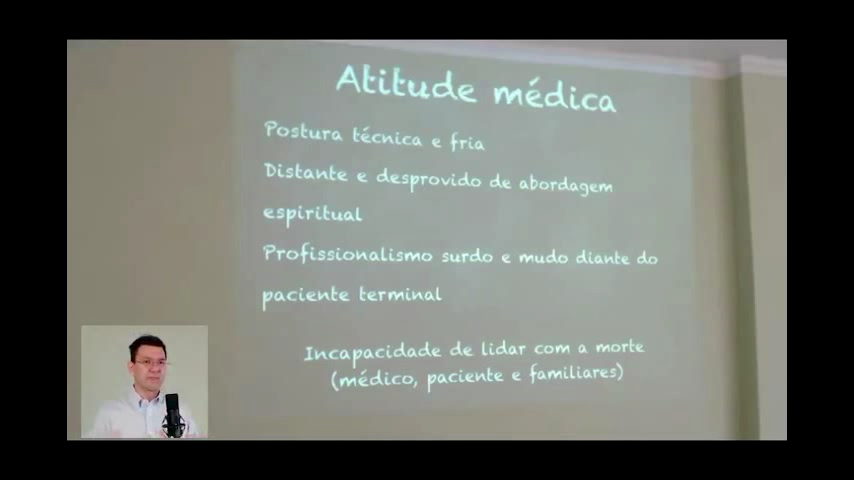 Atitude médica
Postura técnica e fria
Distante e desprovido de abordagem
espiritual
Profissionalismo surdo e mudo diante do
paciente terminal
Incapacidade de lidar com a morte
(médico, paciente e familiares)